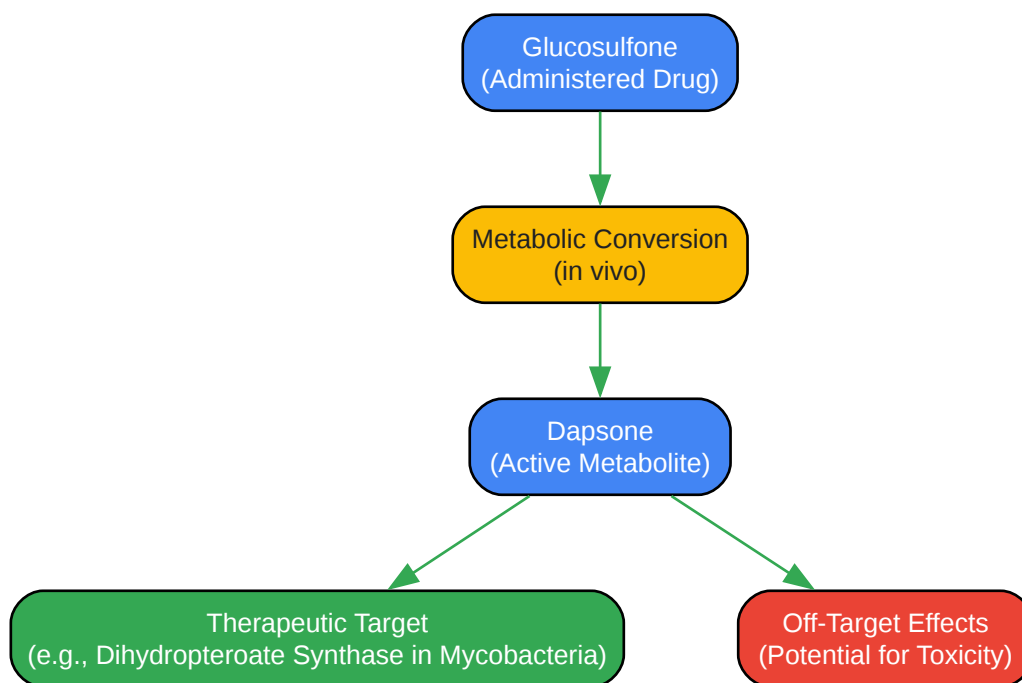 Glucosulfone
(Administered Drug)
Metabolic Conversion
(in vivo)
Dapsone
(Active Metabolite)
Therapeutic Target
(e.g., Dihydropteroate Synthase in Mycobacteria)
Off-Target Effects
(Potential for Toxicity)